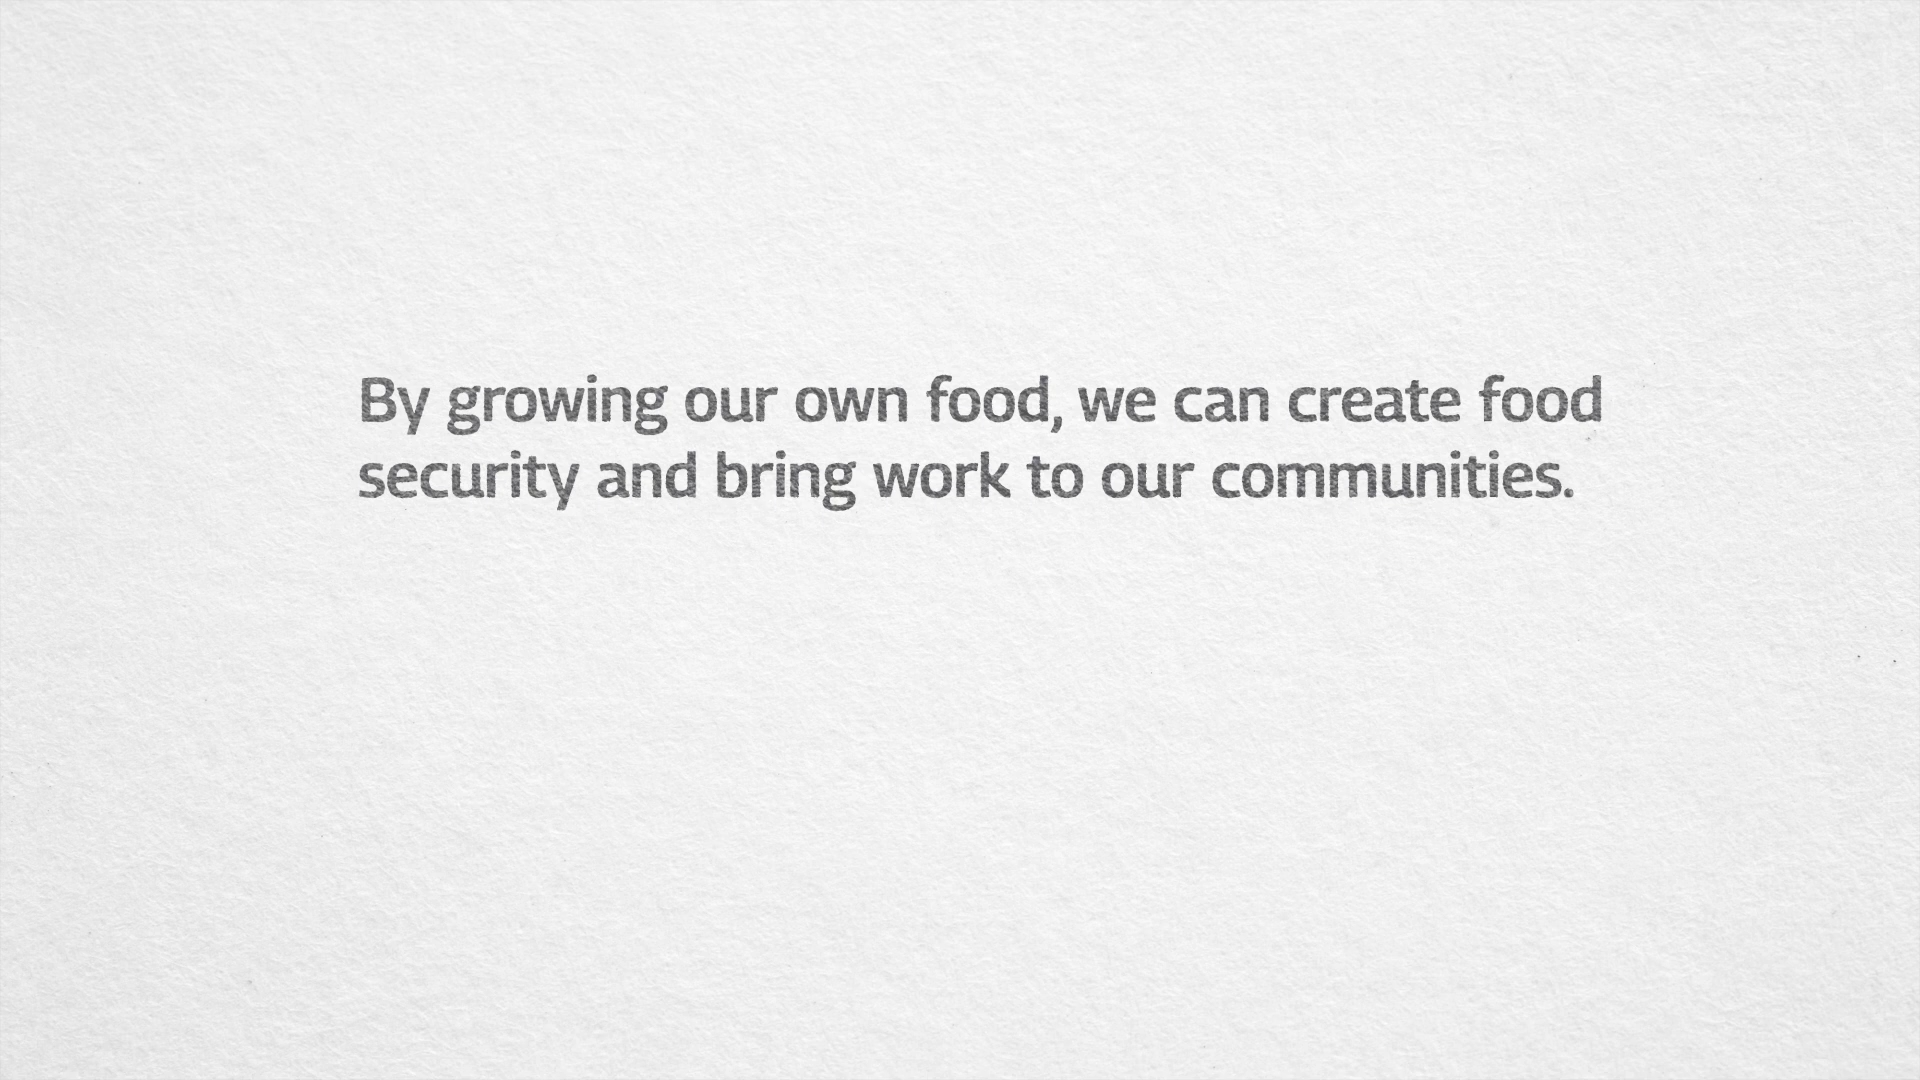 By growing our own food, we can create food
security and bring work to our communities.